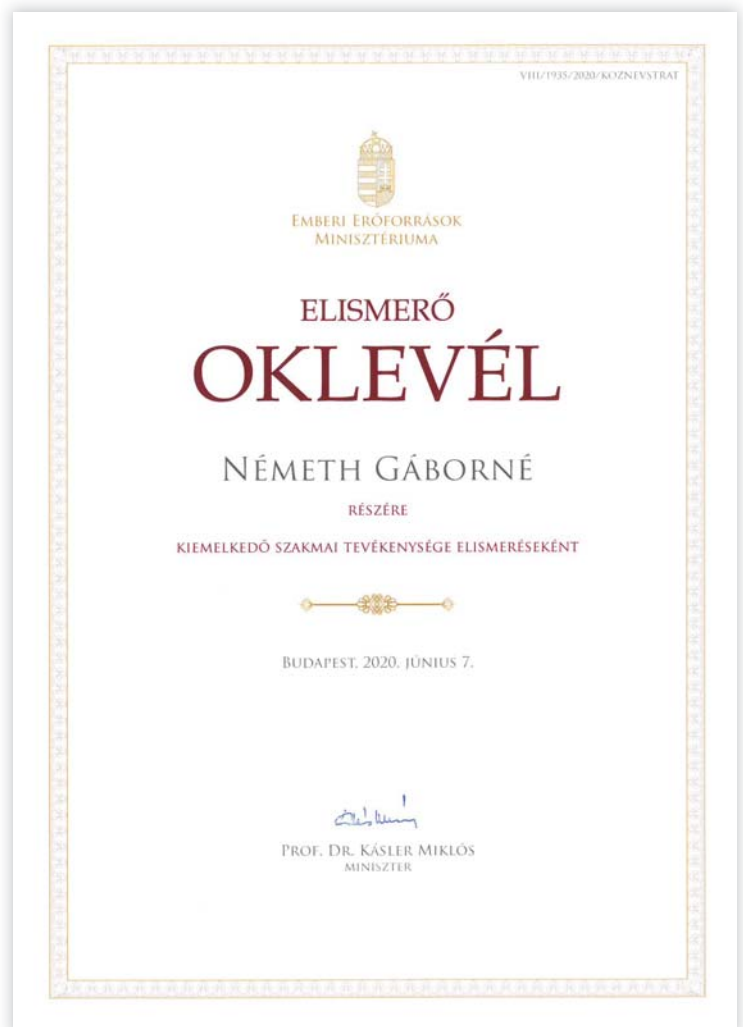 VIII/1935/2020/KOZNEVSTRAT
EMBERI ERŐFORRÁSOK
MINISZTÉRIUMA
ELISMERŐ
OKLEVÉL
NÉMETH GÁBORNÉ
RÉSZÉRE
KIEMELKEDŐ SZAKMAI TEVÉKENYSÉGE ELISMERÉSEKÉNT
BUDAPEST, 2020. JÚNIUS 7.
PROF. DR. KÁSLER MIKLÓS
MINISZTER